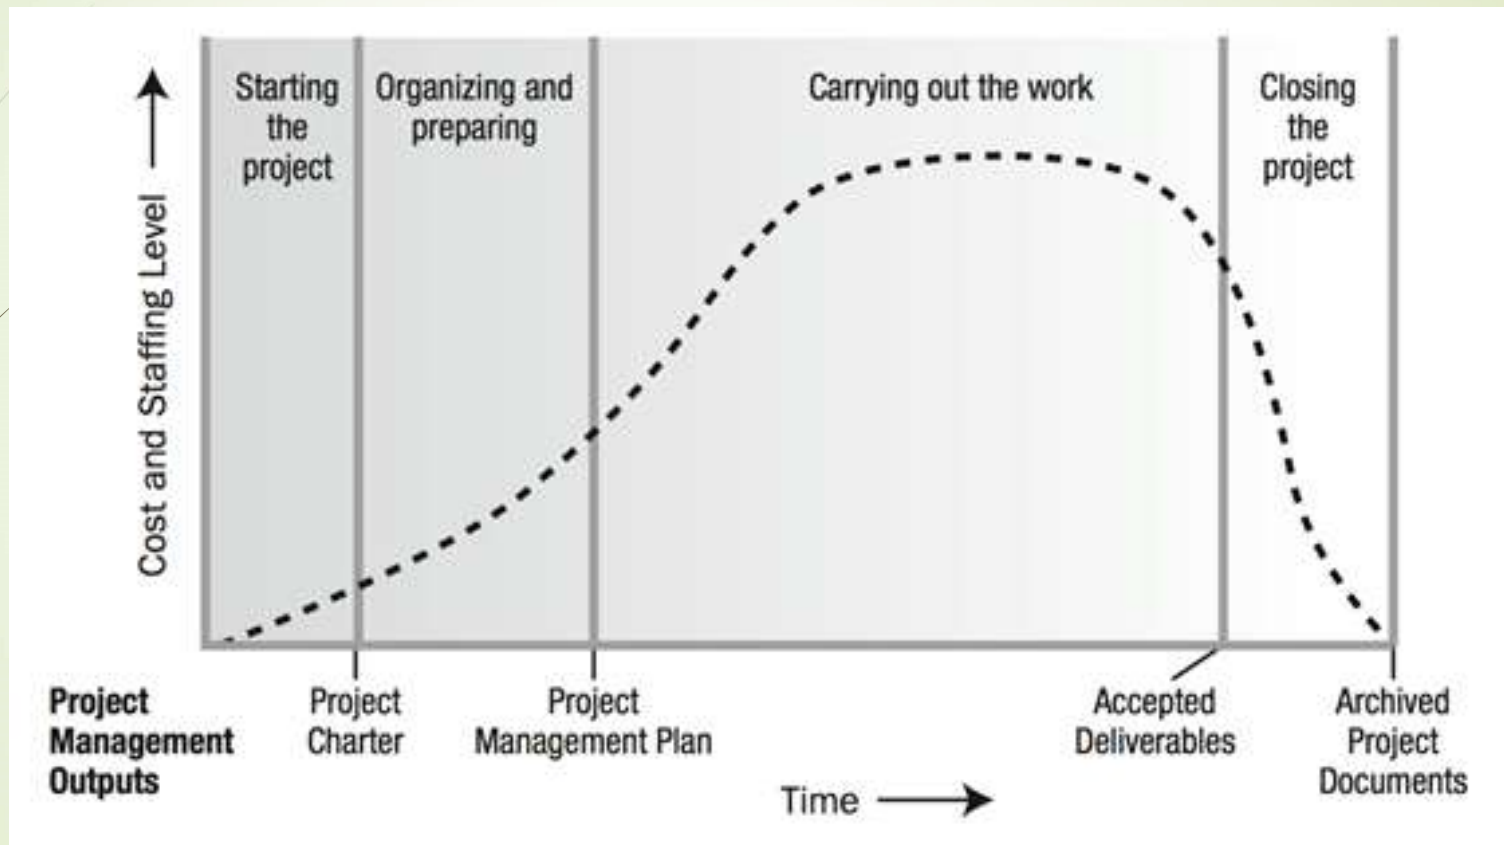 Starting
the
project
Organizing and
preparing
Carrying out the work
Closing
the
project
Cost and Staffing Level
Project
Management
Outputs
Project
Charter
Project
Management Plan
Accepted
Deliverables
Archived
Project
Documents
Time